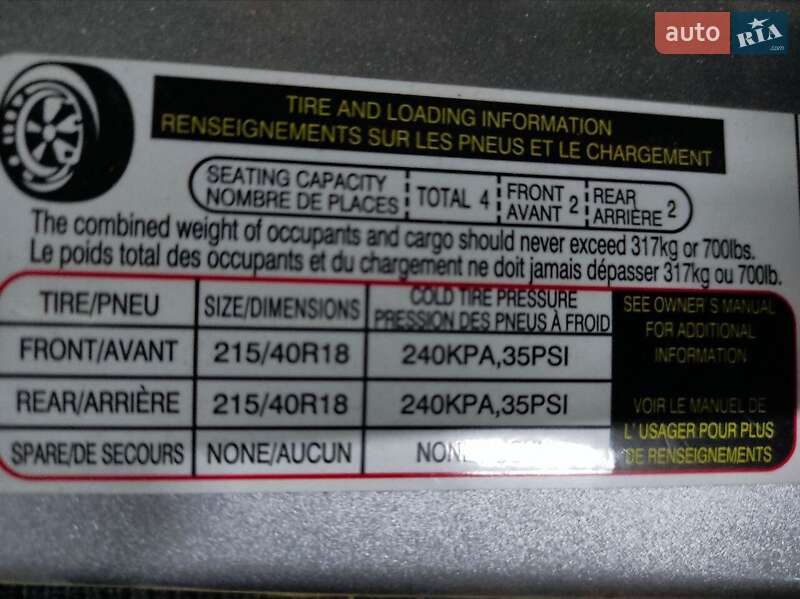 auto RIA.com
TIRE AND LOADING INFORMATION
RENSEIGNEMENTS SUR LES PNEUS ET LE CHARGEMENT
SEATING CAPACITY
NOMBRE DE PLACES
TOTAL 4
FRONT
AVANT 2
REAR
ARRIÈRE 2
The combined weight of occupants and cargo should never exceed 317kg or 700lbs.
Le poids total des occupants et du chargement ne doit jamais dépasser 317kg ou 700lb.
TIRE/PNEU
SIZE/DIMENSIONS
COLD TIRE PRESSURE
PRESSION DES PNEUS À FROID
FRONT/AVANT
215/40R18
240KPA,35PSI
REAR/ARRIÈRE
215/40R18
240KPA,35PSI
SPARE/DE SECOURS
NONE/AUCUN
SEE OWNER'S MANUAL
FOR ADDITIONAL
INFORMATION
VOIR LE MANUEL DE
L'USAGER POUR PLUS
DE RENSEIGNEMENTS